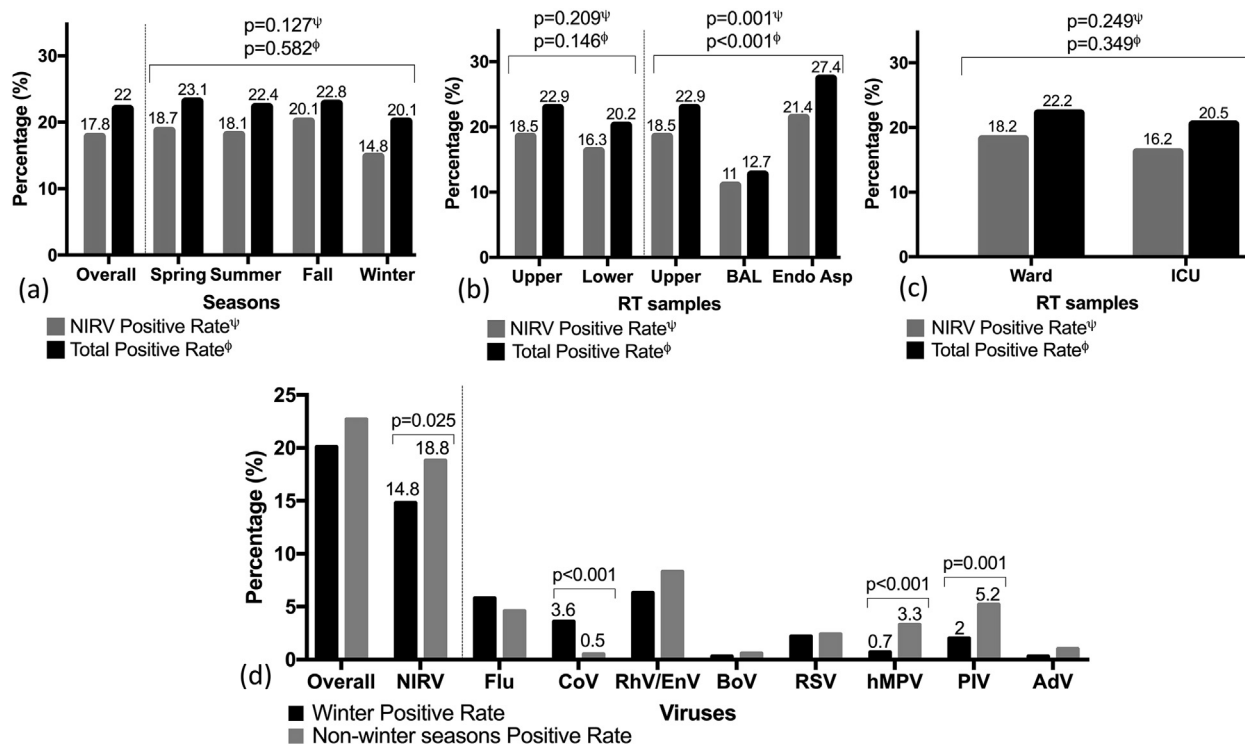 p=0.127ψ
p=0.582ϕ
Percentage (%)
30
20
10
0
17.8
22
18.7
23.1
18.1
22.4
20.1
22.8
14.8
20.1
Overall Spring Summer Fall Winter
(a)
Seasons
NIRV Positive Rateψ
Total Positive Rateϕ
p=0.209ψ
p=0.146ϕ
p=0.001ψ
p<0.001ϕ
Percentage (%)
30
20
10
0
18.5
22.9
16.3
20.2
18.5
22.9
11
12.7
21.4
27.4
Upper Lower Upper BAL Endo Asp
(b)
RT samples
NIRV Positive Rateψ
Total Positive Rateϕ
p=0.249ψ
p=0.349ϕ
Percentage (%)
30
20
10
0
18.2
22.2
16.2
20.5
Ward ICU
(c)
RT samples
NIRV Positive Rateψ
Total Positive Rateϕ
Percentage (%)
25
20
15
10
5
0
p=0.025
14.8
18.8
p<0.001
3.6
0.5
p<0.001
0.7
3.3
p=0.001
2
5.2
(d)
Overall NIRV Flu CoV RhV/EnV BoV RSV hMPV PIV AdV
Viruses
Winter Positive Rate
Non-winter seasons Positive Rate